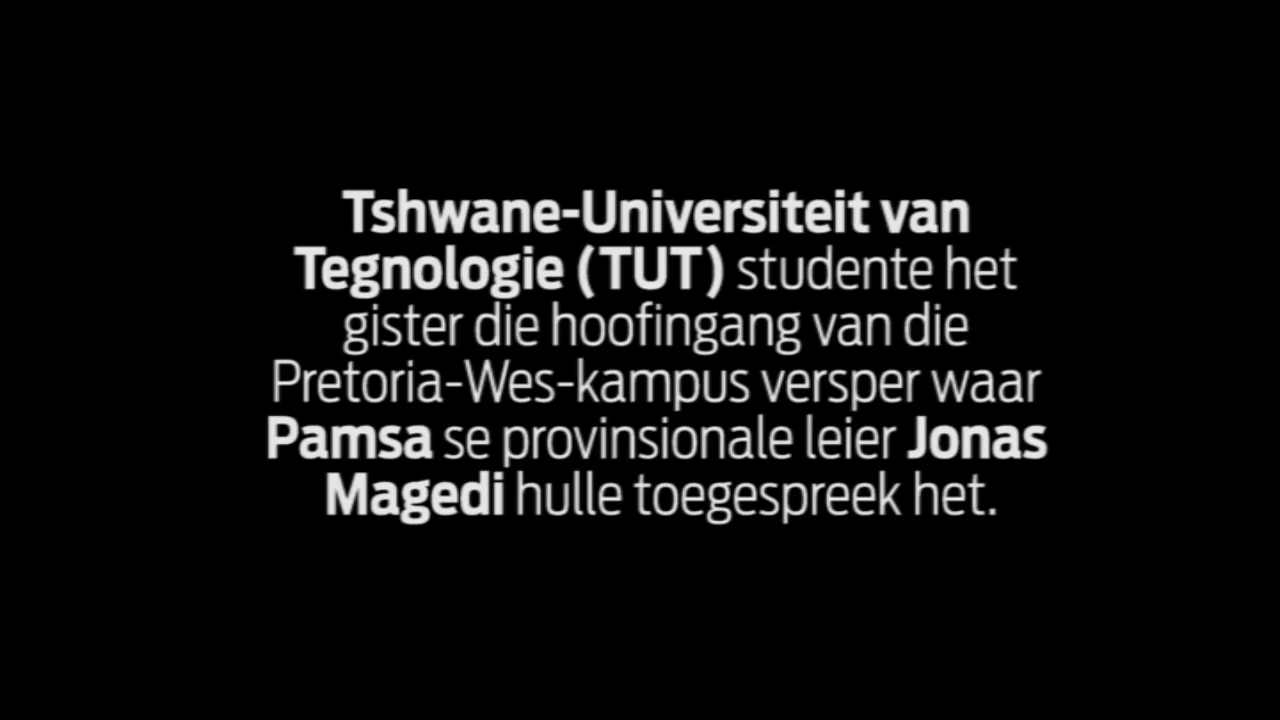 Tshwane-Universiteit van
Tegnologie (TUT) studente het
gister die hoofingang van die
Pretoria-Wes-kampus versper waar
Pamsa se provinsionale leier Jonas
Magedi hulle toegespreek het.